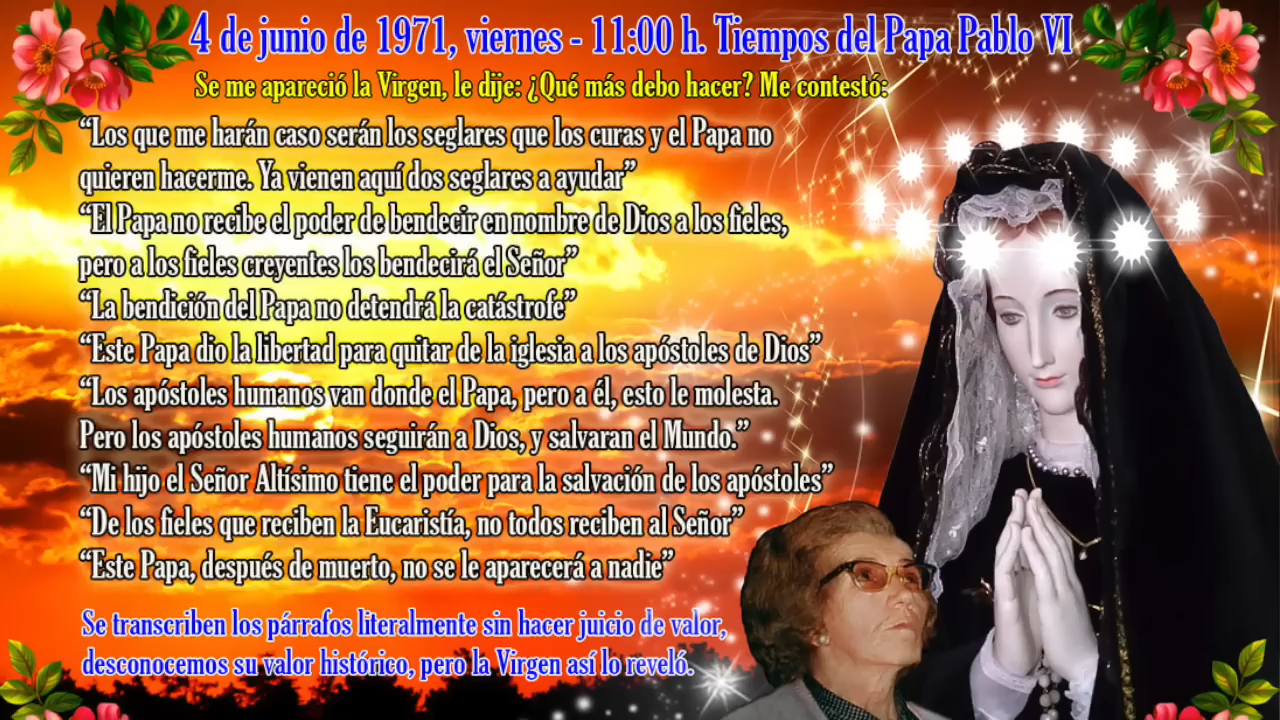 4 de junio de 1971, viernes - 11:00 h. Tiempos del Papa Pablo VI
Se me apareció la Virgen, le dije: ¿Qué más debo hacer? Me contestó:
“Los que me harán caso serán los seglares que los curas y el Papa no
quieren hacerme. Ya vienen aquí dos seglares a ayudar”
“El Papa no recibe el poder de bendecir en nombre de Dios a los fieles,
pero a los fieles creyentes los bendecirá el Señor”
“La bendición del Papa no detendrá la catástrofe”
“Este Papa dio la libertad para quitar de la iglesia a los apóstoles de Dios”
“Los apóstoles humanos van donde el Papa, pero a él, esto le molesta.
Pero los apóstoles humanos seguirán a Dios, y salvaran el Mundo.”
“Mi hijo el Señor Altísimo tiene el poder para la salvación de los apóstoles”
“De los fieles que reciben la Eucaristía, no todos reciben al Señor”
“Este Papa, después de muerto, no se le aparecerá a nadie”
Se transcriben los párrafos literalmente sin hacer juicio de valor,
desconocemos su valor histórico, pero la Virgen así lo reveló.